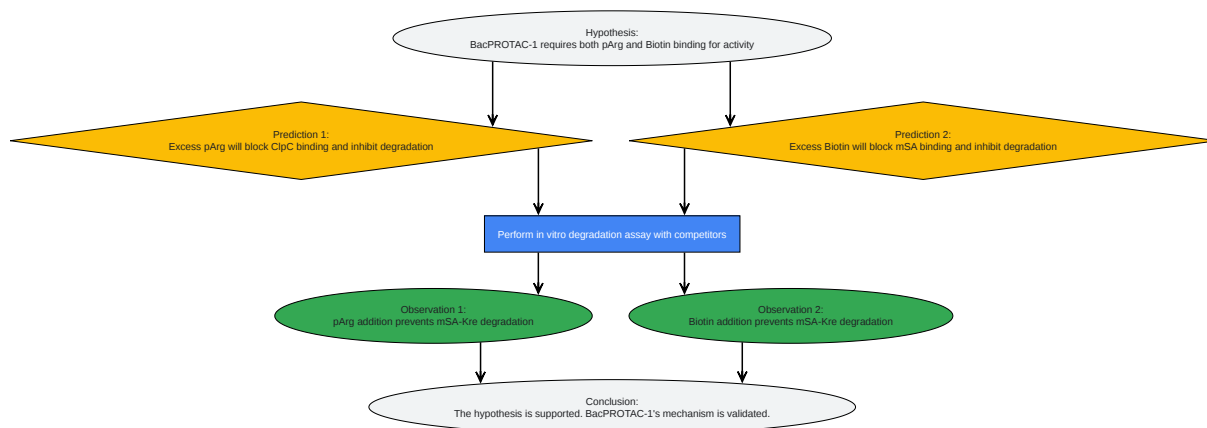 Hypothesis:
BacPROTAC-1 requires both pArg and Biotin binding for activity
Prediction 1:
Excess pArg will block ClpC binding and inhibit degradation
Prediction 2:
Excess Biotin will block mSA binding and inhibit degradation
Perform in vitro degradation assay with competitors
Observation 1:
pArg addition prevents mSA-Kre degradation
Observation 2:
Biotin addition prevents mSA-Kre degradation
Conclusion:
The hypothesis is supported. BacPROTAC-1's mechanism is validated.